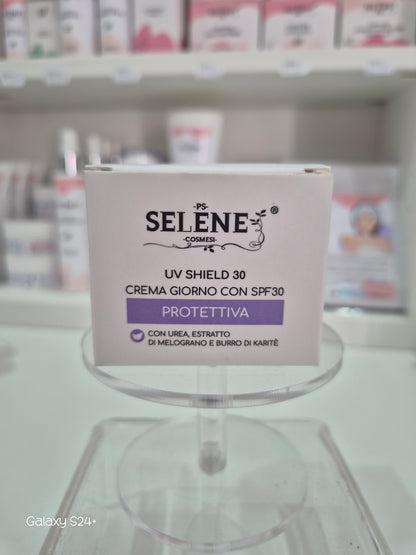 -PS-
SELENE®
-COSMESI-
UV SHIELD 30
CREMA GIORNO CON SPF30
PROTETTIVA
CON UREA, ESTRATTO
DI MELOGRANO E BURRO DI KARITÈ
Galaxy S24+